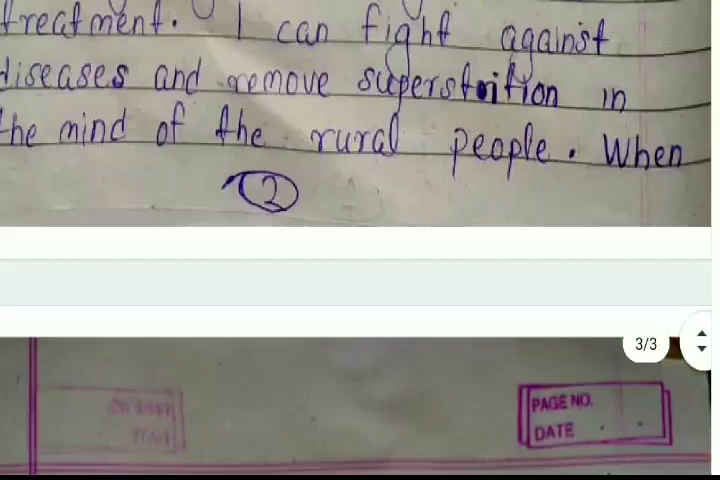 treatment. I can fight against
diseases and remove superstrition in
the mind of the rural people. When
2
3/3
PAGE NO.
DATE